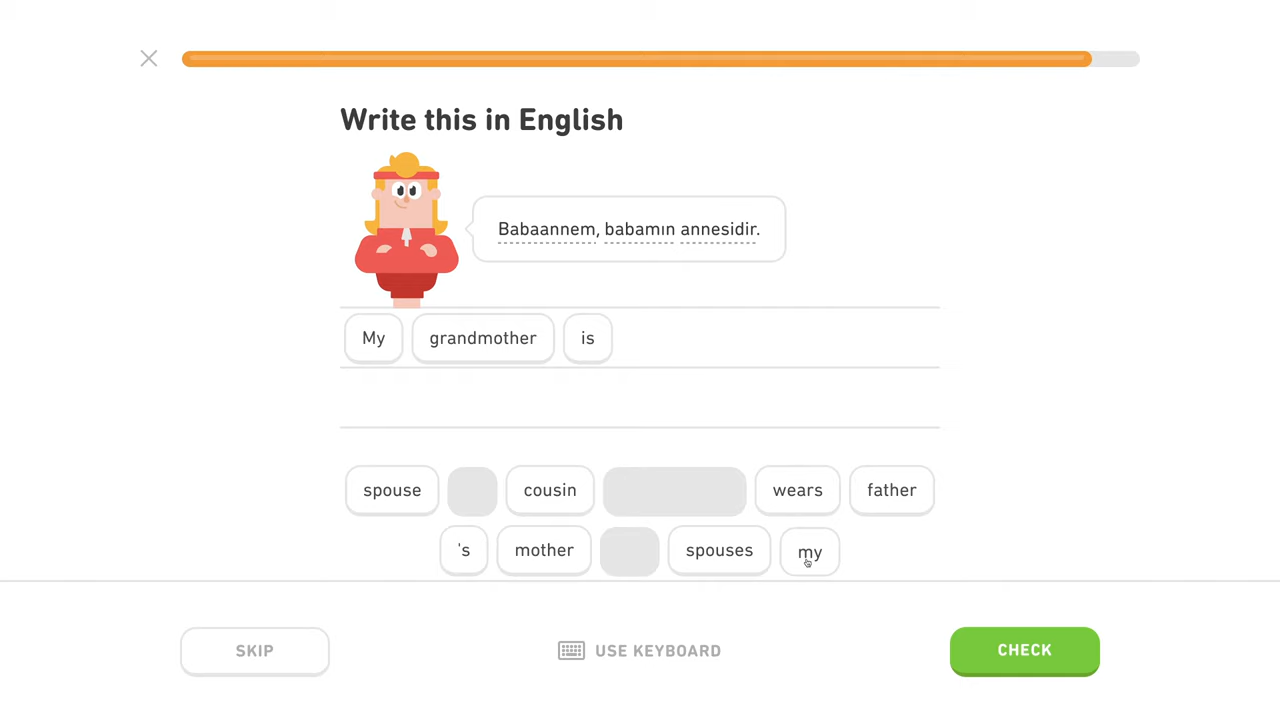 Write this in English
Babaannem, babamın annesidir.
My grandmother is
spouse cousin wears father
's mother spouses my
SKIP USE KEYBOARD CHECK